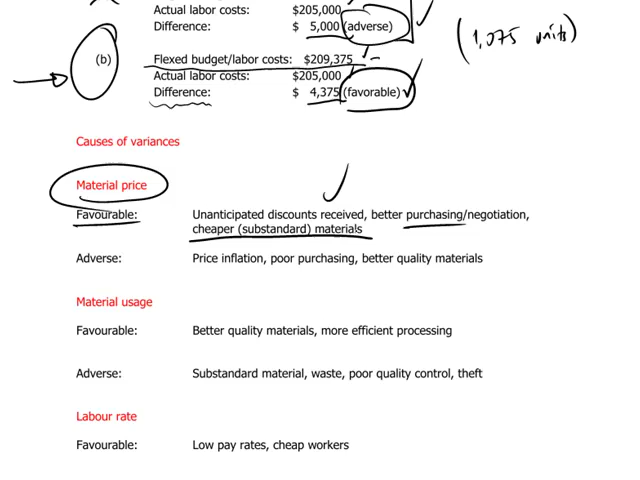 Actual labor costs: $205,000
Difference: $ 5,000 (adverse)
(1,075 units)
(b) Flexed budget/labor costs: $209,375
Actual labor costs: $205,000
Difference: $ 4,375 (favorable)
Causes of variances
Material price
Favourable: Unanticipated discounts received, better purchasing/negotiation,
cheaper (substandard) materials
Adverse: Price inflation, poor purchasing, better quality materials
Material usage
Favourable: Better quality materials, more efficient processing
Adverse: Substandard material, waste, poor quality control, theft
Labour rate
Favourable: Low pay rates, cheap workers